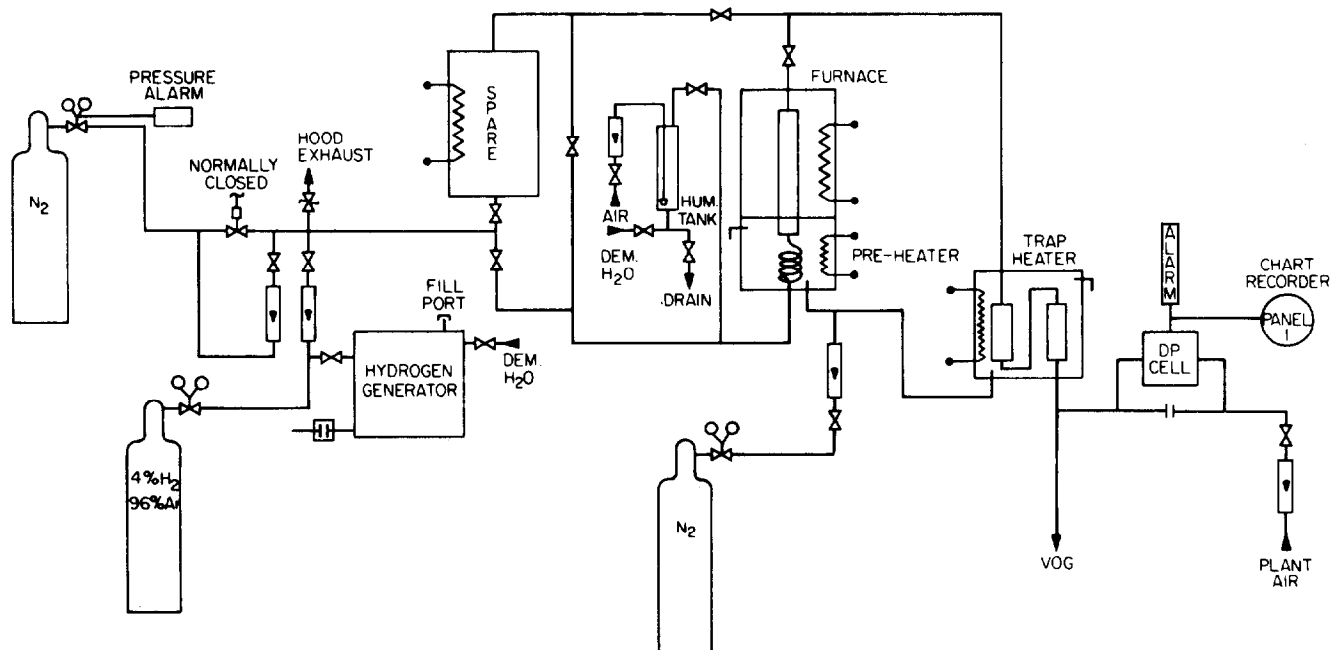 PRESSURE
ALARM
N₂
NORMALLY
CLOSED
HOOD
EXHAUST
SPARE
AIR
HUM.
TANK
DEM.
H₂O
DRAIN
FURNACE
PRE-HEATER
TRAP
HEATER
ALARM
CHART
RECORDER
PANEL
1
DP
CELL
FILL
PORT
HYDROGEN
GENERATOR
DEM.
H₂O
4%H₂
96%Ar
N₂
VOG
PLANT
AIR